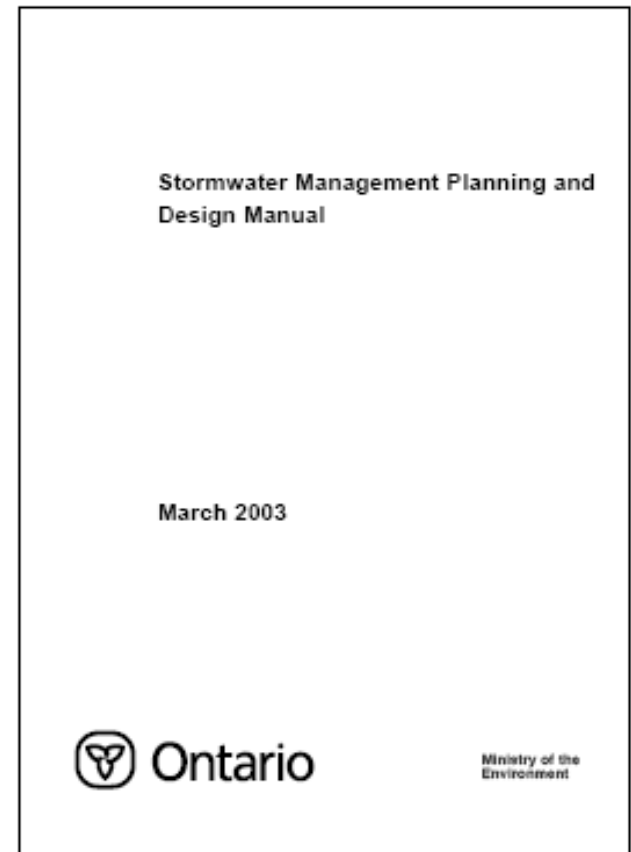 Stormwater Management Planning and
Design Manual
March 2003
Ontario
Ministry of the
Environment